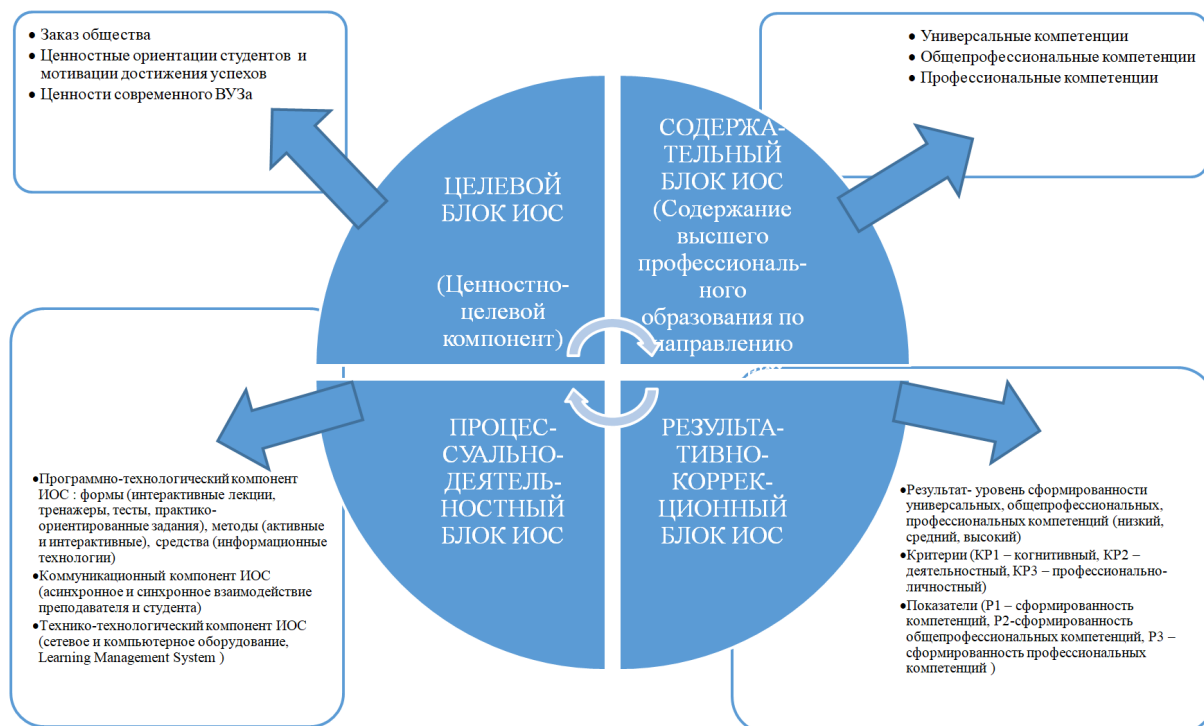 ● Заказ общества
● Ценностные ориентации студентов и
мотивации достижения успехов
● Ценности современного ВУЗа
● Универсальные компетенции
● Общепрофессиональные компетенции
● Профессиональные компетенции
ЦЕЛЕВОЙ
БЛОК ИОС
(Ценностно-
целевой
компонент)
СОДЕРЖА-
ТЕЛЬНЫЙ
БЛОК ИОС
(Содержание
высшего
профессиональ-
ного
образования по
направлению
ПРОЦЕС-
СУАЛЬНО-
ДЕЯТЕЛЬ-
НОСТНЫЙ
БЛОК ИОС
РЕЗУЛЬТА-
ТИВНО-
КОРРЕК-
ЦИОННЫЙ
БЛОК ИОС
●Программно-технологический компонент
ИОС : формы (интерактивные лекции,
тренажеры, тесты, практико-
ориентированные задания), методы (активные
и интерактивные), средства (информационные
технологии)
●Коммуникационный компонент ИОС
(асинхронное и синхронное взаимодействие
преподавателя и студента)
●Технико-технологический компонент ИОС
(сетевое и компьютерное оборудование,
Learning Management System )
●Результат- уровень сформированности
универсальных, общепрофессиональных,
профессиональных компетенций (низкий,
средний, высокий)
●Критерии (КР1 – когнитивный, КР2 –
деятельностный, КР3 – профессионально-
личностный)
●Показатели (Р1 – сформированность
компетенций, Р2-сформированность
общепрофессиональных компетенций, Р3 –
сформированность профессиональных
компетенций )